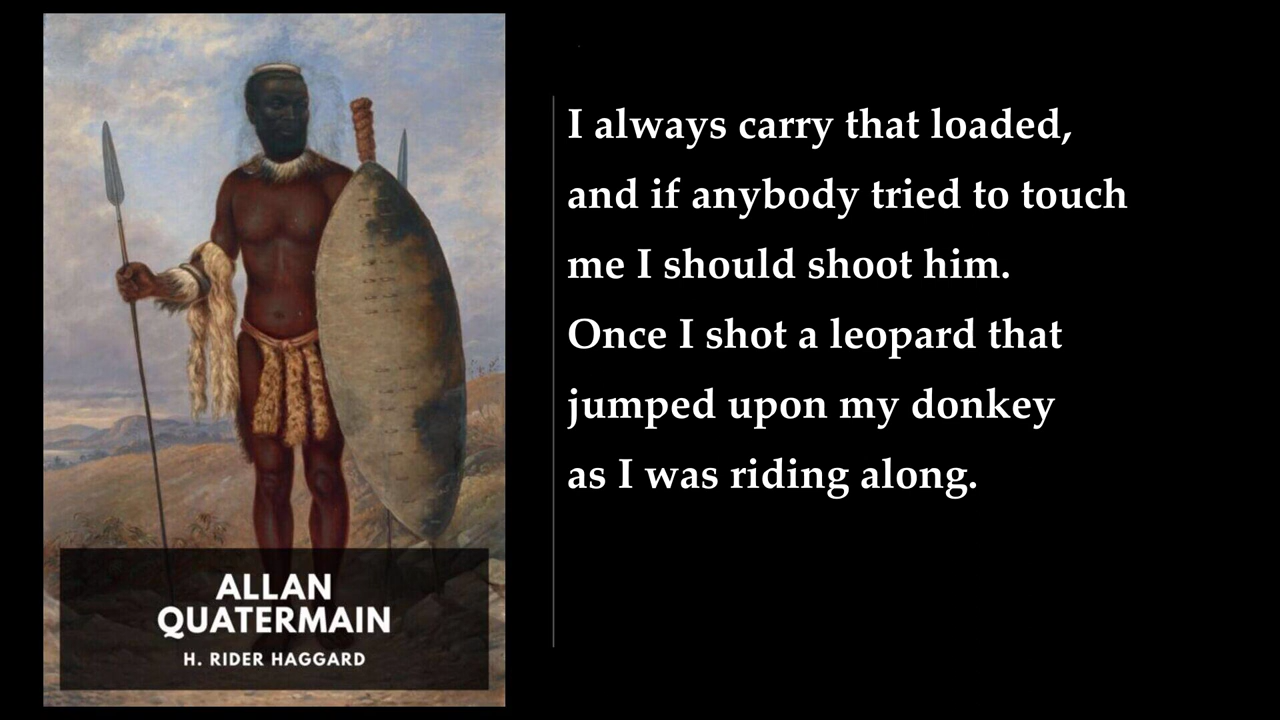 ALLAN
QUATERMAIN
H. RIDER HAGGARD
I always carry that loaded,
and if anybody tried to touch
me I should shoot him.
Once I shot a leopard that
jumped upon my donkey
as I was riding along.